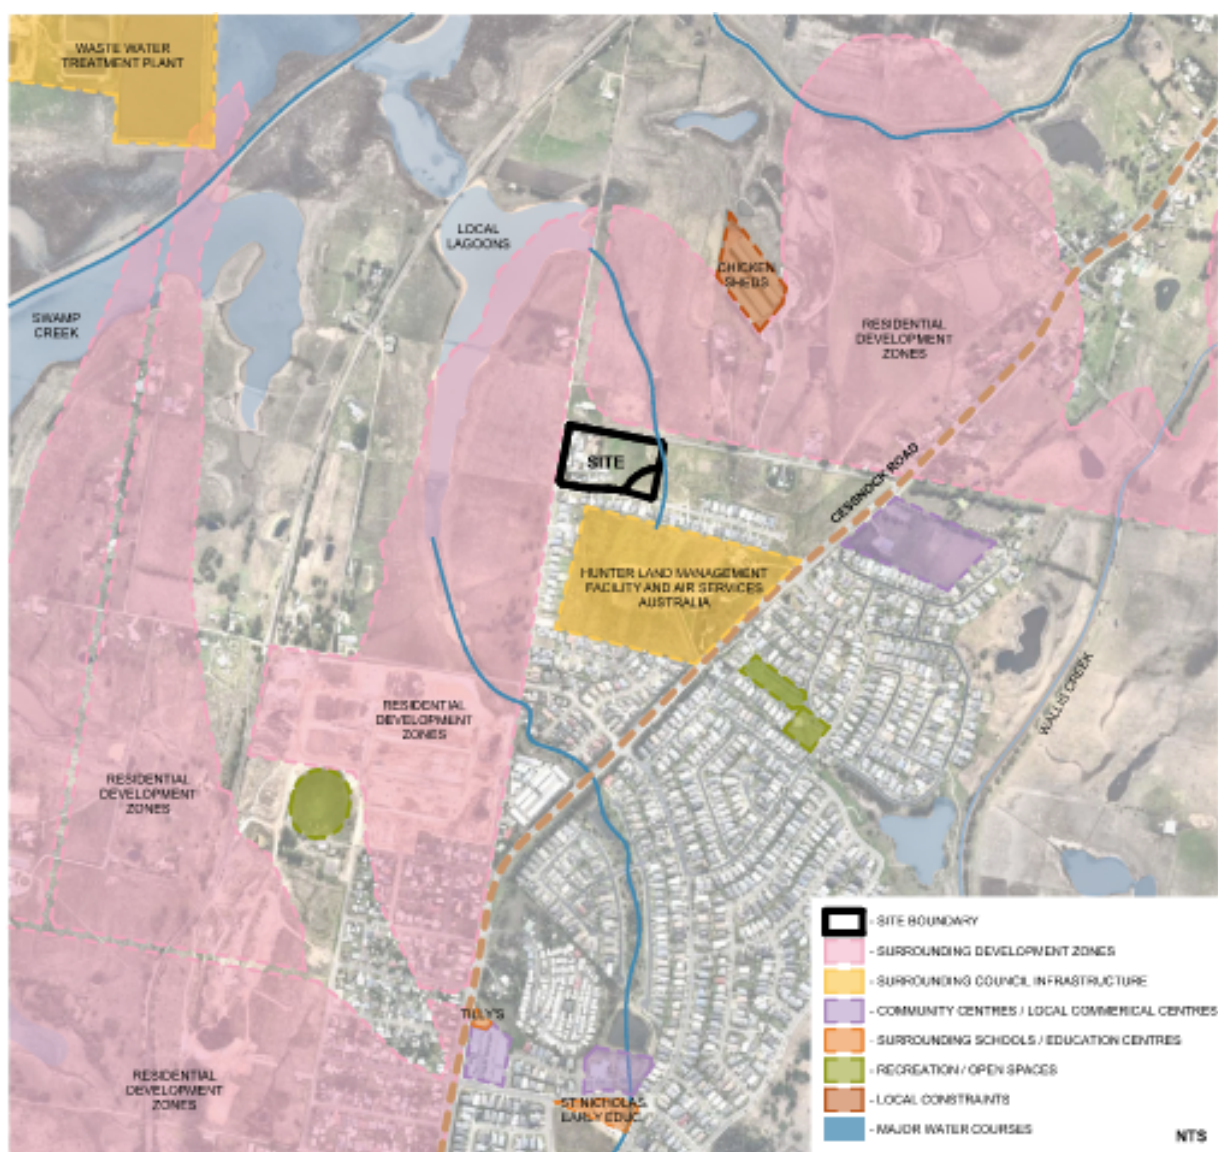 WASTE WATER
TREATMENT PLANT
LOCAL
LAGOONS
CHICKEN
SHEDS
SWAMP
CREEK
RESIDENTIAL
DEVELOPMENT
ZONES
SITE
CESSNOCK ROAD
HUNTER LAND MANAGEMENT
FACILITY AND AIR SERVICES
AUSTRALIA
WALLIS CREEK
RESIDENTIAL
DEVELOPMENT
ZONES
RESIDENTIAL
DEVELOPMENT
ZONES
TILLY'S
RESIDENTIAL
DEVELOPMENT
ZONES
ST NICHOLAS
EARLY EDUC.
- SITE BOUNDARY
- SURROUNDING DEVELOPMENT ZONES
- SURROUNDING COUNCIL INFRASTRUCTURE
- COMMUNITY CENTRES / LOCAL COMMERICAL CENTRES
- SURROUNDING SCHOOLS / EDUCATION CENTRES
- RECREATION / OPEN SPACES
- LOCAL CONSTRAINTS
- MAJOR WATER COURSES
NTS